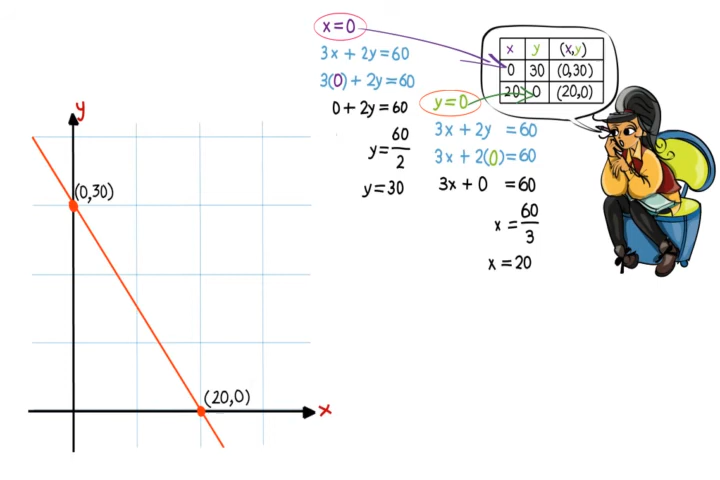 x=0
3x + 2y = 60
3(0) + 2y = 60
0 + 2y = 60
y = 60/2
y = 30
y=0
3x + 2y = 60
3x + 2(0) = 60
3x + 0 = 60
x = 60/3
x = 20
x y (x,y)
0 30 (0,30)
20 0 (20,0)
y
(0,30)
(20,0)
x